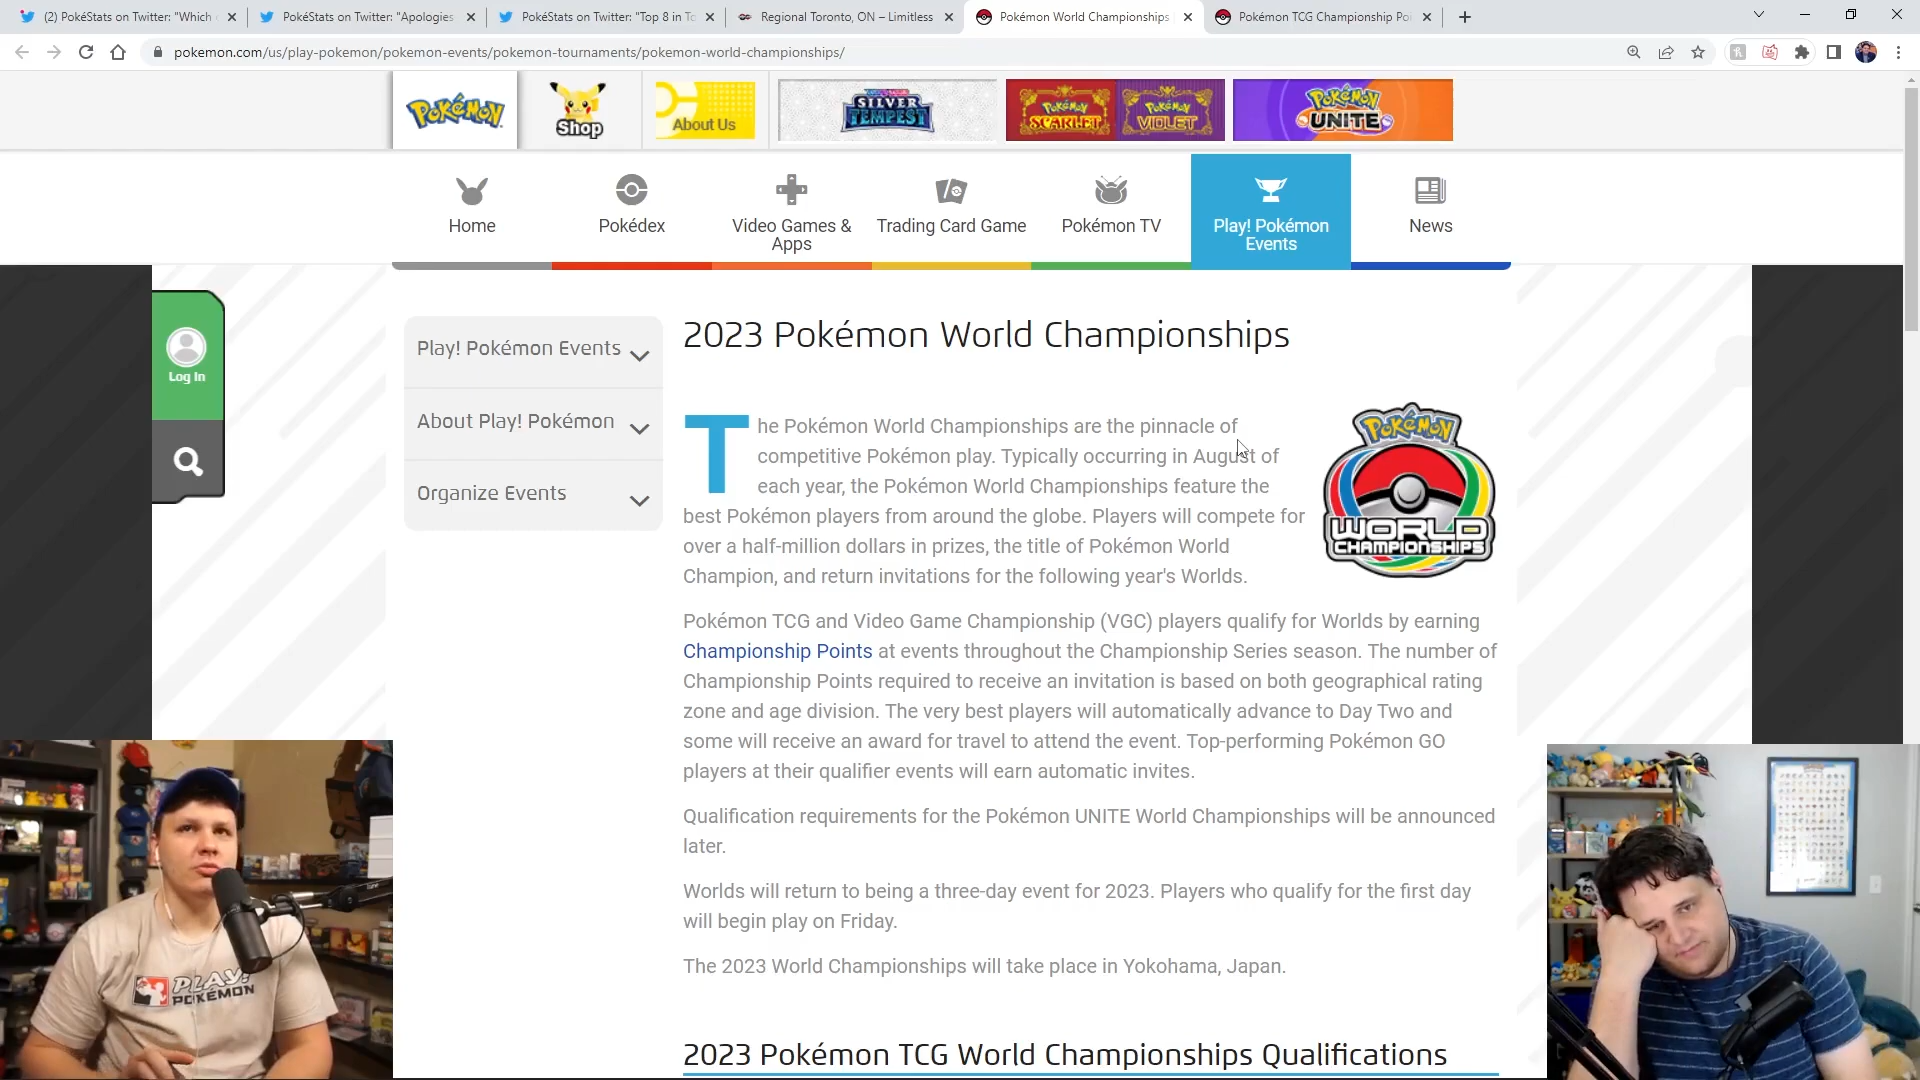 (2) PokéStats on Twitter: "Which
PokéStats on Twitter: "Apologies
PokéStats on Twitter: "Top 8 in To
Regional Toronto, ON – Limitless
Pokémon World Championships
Pokémon TCG Championship Poi
pokemon.com/us/play-pokemon/pokemon-events/pokemon-tournaments/pokemon-world-championships/
Pokémon
Shop
About Us
SILVER TEMPEST
Pokémon SCARLET
Pokémon VIOLET
Pokémon UNITE
Home
Pokédex
Video Games & Apps
Trading Card Game
Pokémon TV
Play! Pokémon Events
News
Log In
Play! Pokémon Events
About Play! Pokémon
Organize Events
2023 Pokémon World Championships
The Pokémon World Championships are the pinnacle of
competitive Pokémon play. Typically occurring in August of
each year, the Pokémon World Championships feature the
best Pokémon players from around the globe. Players will compete for
over a half-million dollars in prizes, the title of Pokémon World
Champion, and return invitations for the following year's Worlds.
Pokémon WORLD CHAMPIONSHIPS
Pokémon TCG and Video Game Championship (VGC) players qualify for Worlds by earning
Championship Points at events throughout the Championship Series season. The number of
Championship Points required to receive an invitation is based on both geographical rating
zone and age division. The very best players will automatically advance to Day Two and
some will receive an award for travel to attend the event. Top-performing Pokémon GO
players at their qualifier events will earn automatic invites.
Qualification requirements for the Pokémon UNITE World Championships will be announced
later.
Worlds will return to being a three-day event for 2023. Players who qualify for the first day
will begin play on Friday.
The 2023 World Championships will take place in Yokohama, Japan.
2023 Pokémon TCG World Championships Qualifications
PLAY!
POKÉMON